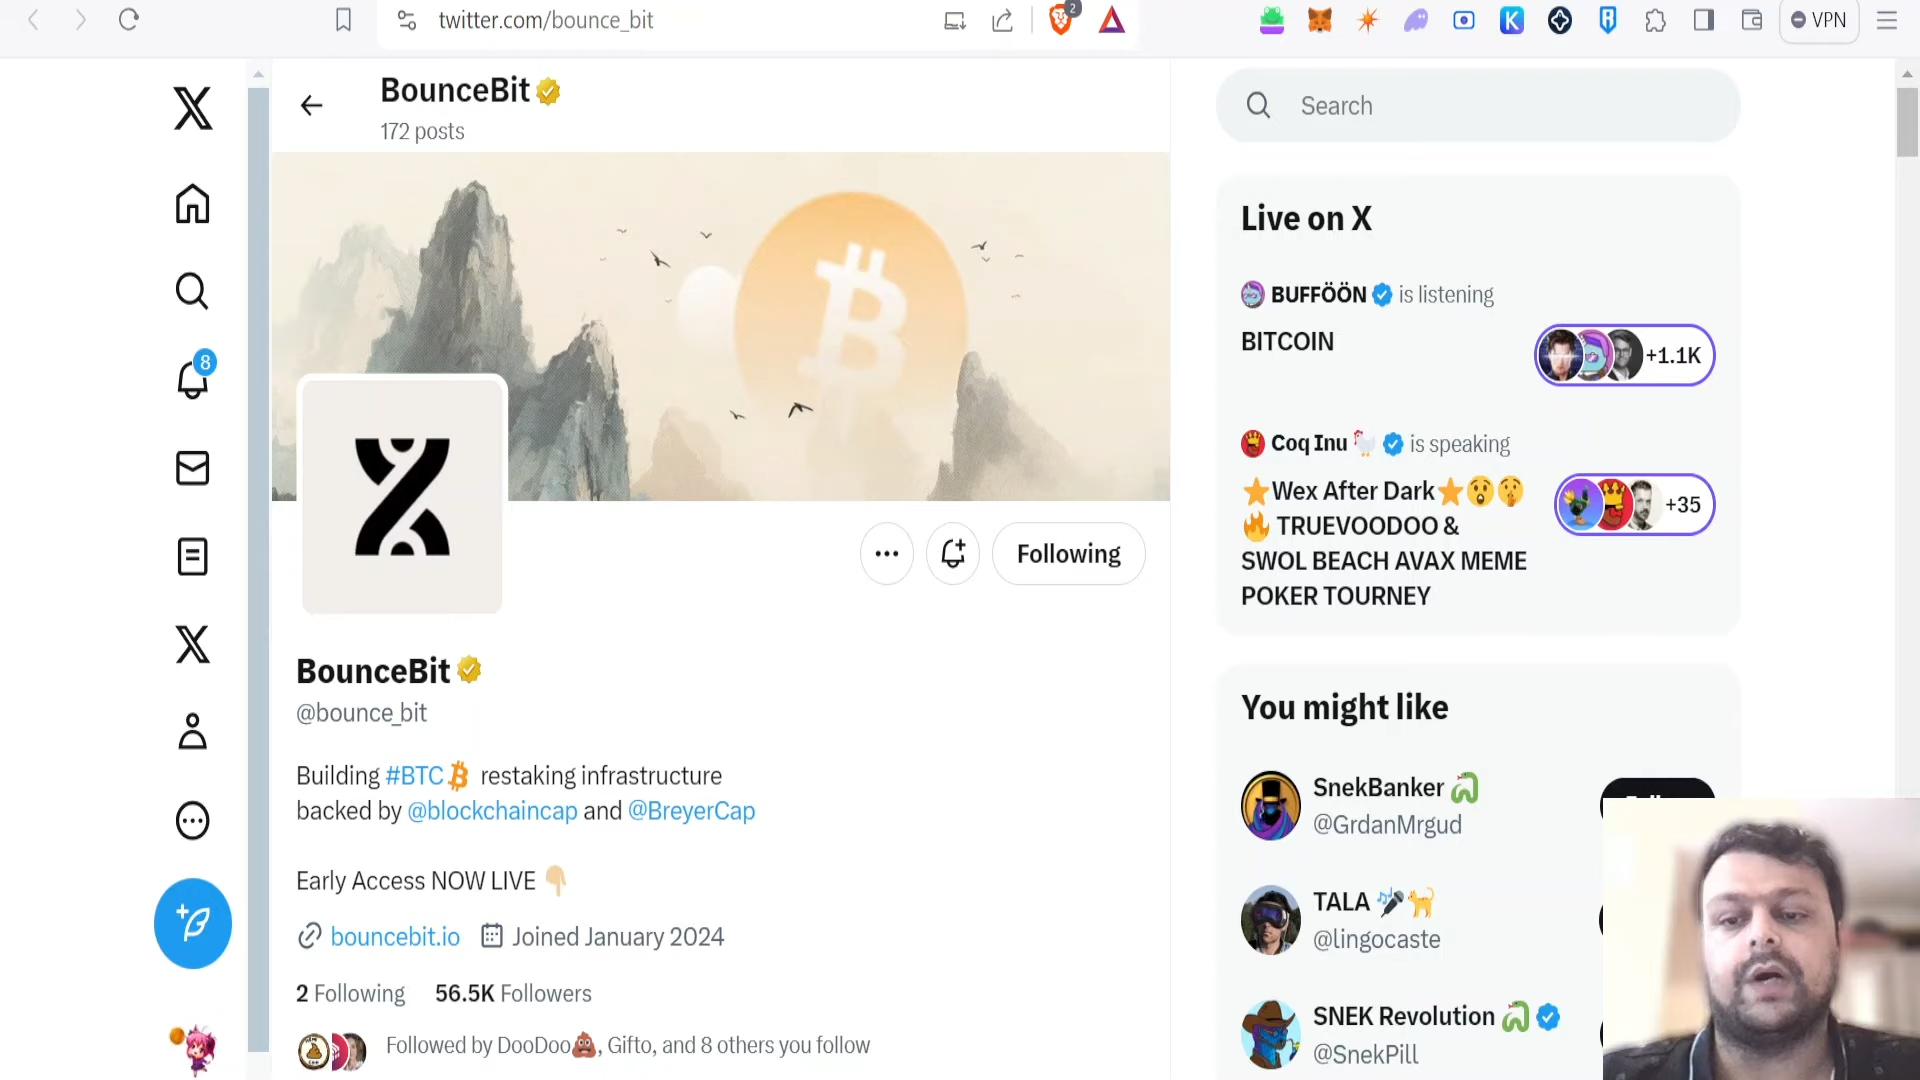 twitter.com/bounce_bit
2
VPN
BounceBit
172 posts
Search
Live on X
BUFFÖÖN is listening
BITCOIN
+1.1K
8
Coq Inu is speaking
Wex After Dark
TRUEVOODOO &
SWOL BEACH AVAX MEME
POKER TOURNEY
+35
Following
BounceBit
@bounce_bit
Building #BTC restaking infrastructure
backed by @blockchaincap and @BreyerCap
Early Access NOW LIVE
bouncebit.io Joined January 2024
2 Following 56.5K Followers
Followed by DooDoo💩, Gifto, and 8 others you follow
You might like
SnekBanker
@GrdanMrgud
TALA
@lingocaste
SNEK Revolution
@SnekPill